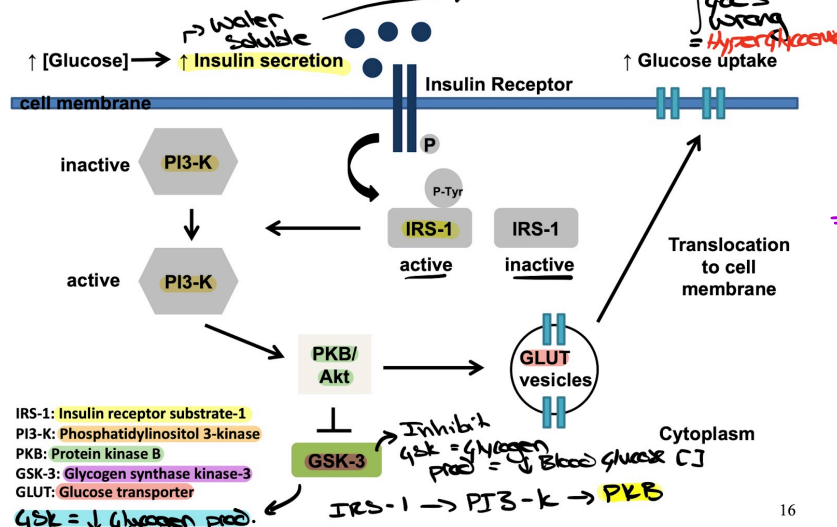 goes
wrong
= Hyperglycaemia
↳ water
soluble
↑ [Glucose] → ↑ Insulin secretion
↑ Glucose uptake
Insulin Receptor
cell membrane
P
inactive
PI3-K
P-Tyr
IRS-1
IRS-1
active
inactive
Translocation
to cell
membrane
active
PI3-K
PKB/
Akt
GLUT
vesicles
IRS-1: Insulin receptor substrate-1
PI3-K: Phosphatidylinositol 3-kinase
PKB: Protein kinase B
GSK-3: Glycogen synthase kinase-3
GLUT: Glucose transporter
GSK-3
Inhibit
GSK = Glycogen
prod = ↓ Blood glucose []
Cytoplasm
GSK = ↓ Glycogen prod.
IRS-1 → PI3-K → PKB
16